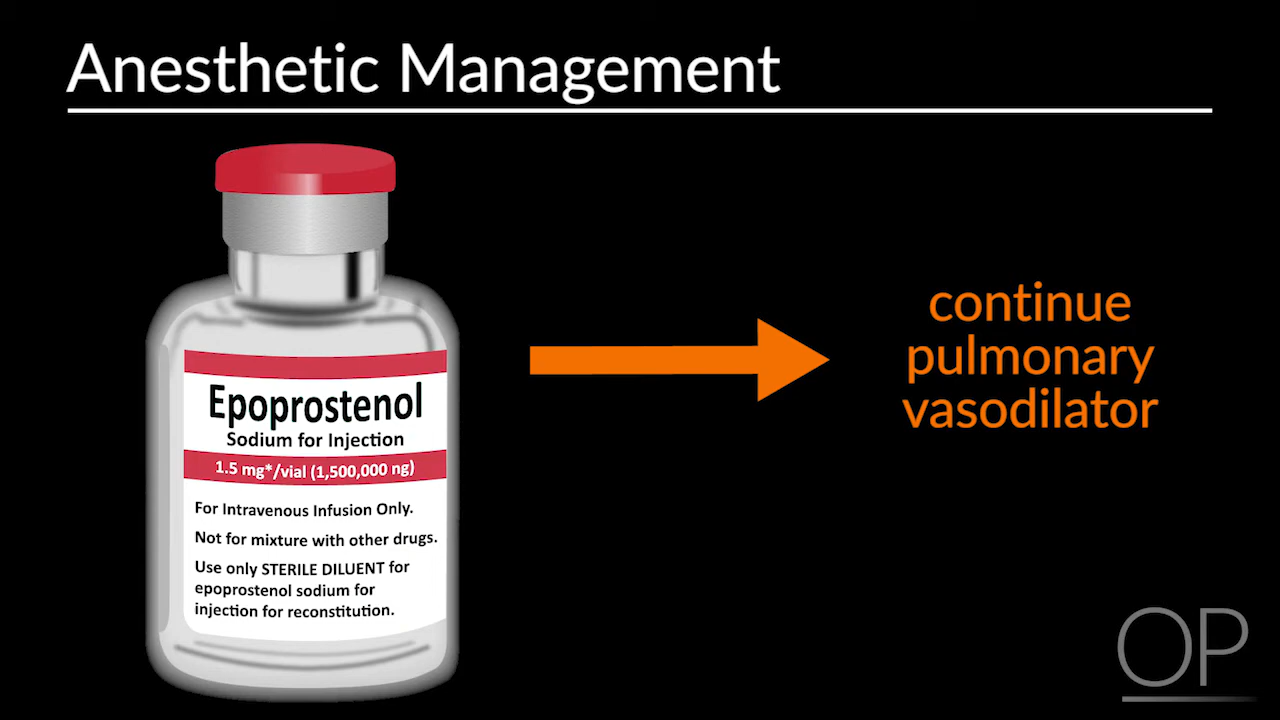 Anesthetic Management
Epoprostenol
Sodium for Injection
1.5 mg*/vial (1,500,000 ng)
For Intravenous Infusion Only.
Not for mixture with other drugs.
Use only STERILE DILUENT for
epoprostenol sodium for
injection for reconstitution.
continue
pulmonary
vasodilator
OP